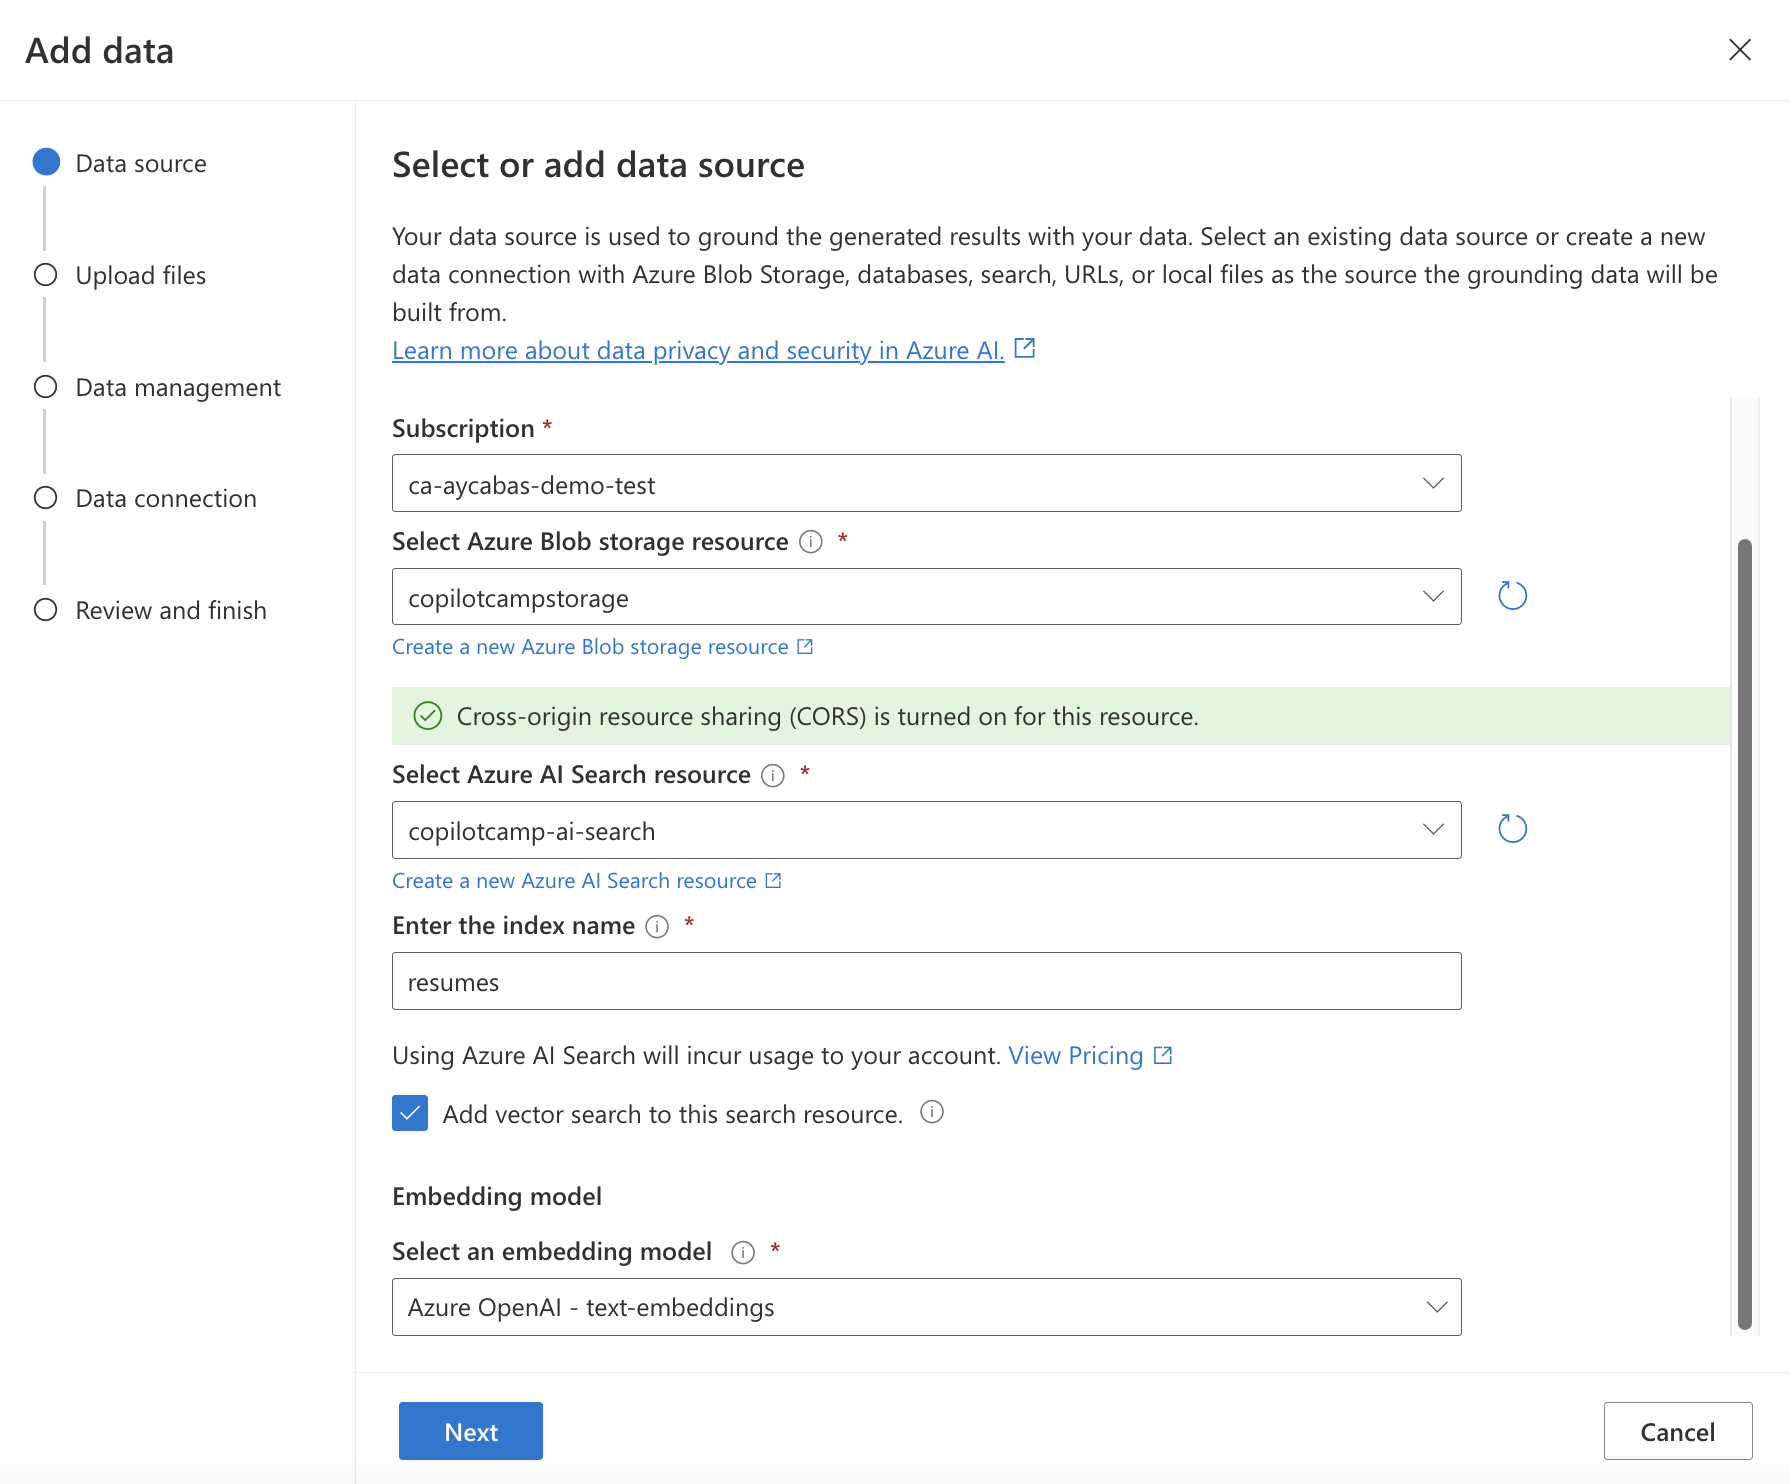 Add data
Data source
Upload files
Data management
Data connection
Review and finish
Select or add data source
Your data source is used to ground the generated results with your data. Select an existing data source or create a new
data connection with Azure Blob Storage, databases, search, URLs, or local files as the source the grounding data will be
built from.
Learn more about data privacy and security in Azure AI.
Subscription *
ca-aycabas-demo-test
Select Azure Blob storage resource *
copilotcampstorage
Create a new Azure Blob storage resource
Cross-origin resource sharing (CORS) is turned on for this resource.
Select Azure AI Search resource *
copilotcamp-ai-search
Create a new Azure AI Search resource
Enter the index name *
resumes
Using Azure AI Search will incur usage to your account. View Pricing
Add vector search to this search resource.
Embedding model
Select an embedding model *
Azure OpenAI - text-embeddings
Next
Cancel